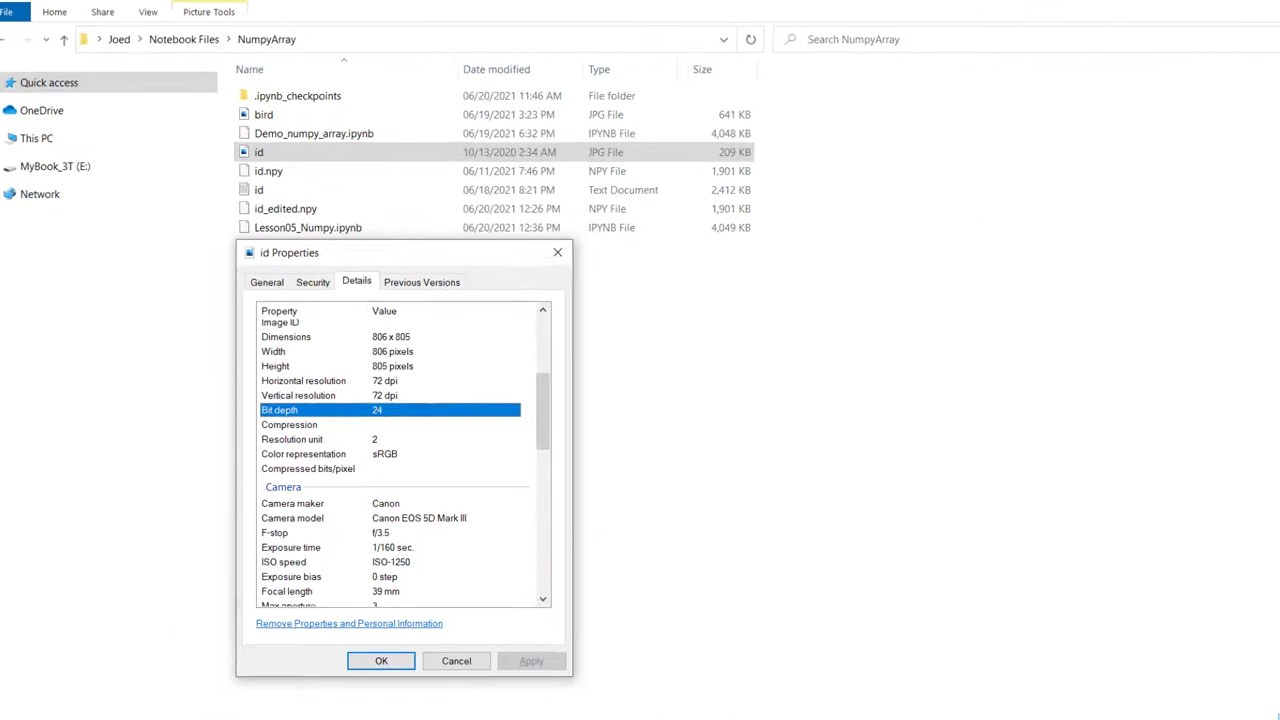 File Home Share View Picture Tools
Joed Notebook Files NumpyArray Search NumpyArray
Name Date modified Type Size
Quick access
OneDrive
This PC
MyBook_3T (E:)
Network
.ipynb_checkpoints 06/20/2021 11:46 AM File folder
bird 06/19/2021 3:23 PM JPG File 641 KB
Demo_numpy_array.ipynb 06/19/2021 6:32 PM IPYNB File 4,048 KB
id 10/13/2020 2:34 AM JPG File 209 KB
id.npy 06/11/2021 7:46 PM NPY File 1,901 KB
id 06/18/2021 8:21 PM Text Document 2,412 KB
id_edited.npy 06/20/2021 12:26 PM NPY File 1,901 KB
Lesson05_Numpy.ipynb 06/20/2021 12:36 PM IPYNB File 4,049 KB
id Properties
General Security Details Previous Versions
Property Value
Image ID
Dimensions 806 x 805
Width 806 pixels
Height 805 pixels
Horizontal resolution 72 dpi
Vertical resolution 72 dpi
Bit depth 24
Compression
Resolution unit 2
Color representation sRGB
Compressed bits/pixel
Camera
Camera maker Canon
Camera model Canon EOS 5D Mark III
F-stop f/3.5
Exposure time 1/160 sec.
ISO speed ISO-1250
Exposure bias 0 step
Focal length 39 mm
Max aperture 3
Remove Properties and Personal Information
OK Cancel Apply